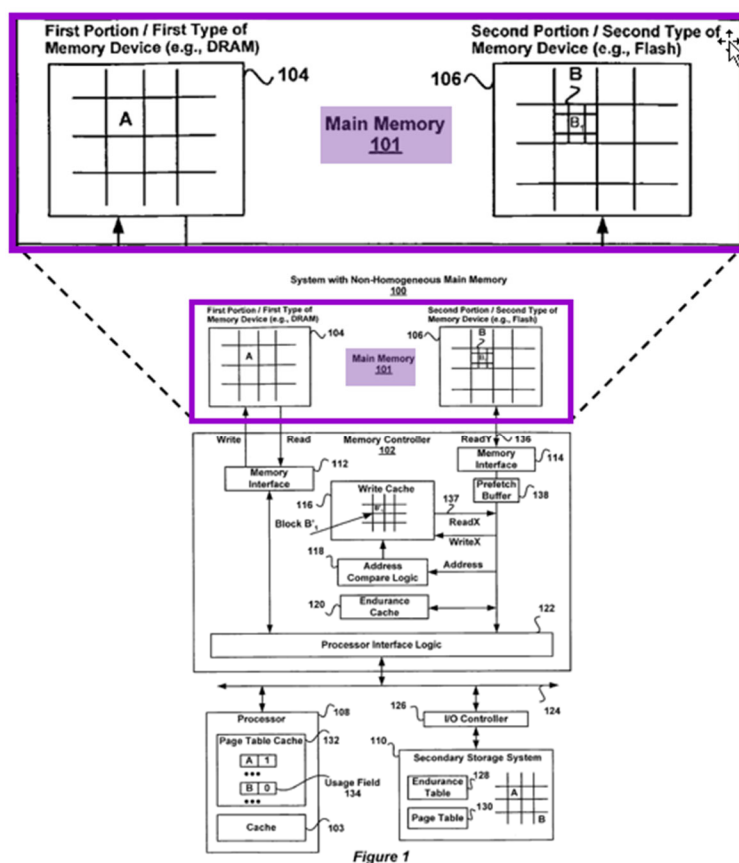 First Portion / First Type of
Memory Device (e.g., DRAM)
104
A
Main Memory
101
Second Portion / Second Type of
Memory Device (e.g., Flash)
106
B
B₁
System with Non-Homogeneous Main Memory
100
First Portion / First Type of
Memory Device (e.g., DRAM)
104
A
Main Memory
101
Second Portion / Second Type of
Memory Device (e.g., Flash)
106
B
B₁
Write
Read
Memory Controller
102
ReadY
136
Memory
Interface
112
Memory
Interface
114
Prefetch
Buffer
138
Write Cache
116
B'₁
Block B'₁
137
ReadX
WriteX
118
Address
Compare Logic
Address
120
Endurance
Cache
122
Processor Interface Logic
124
Processor
108
Page Table Cache
132
A 1
•••
B 0
•••
Usage Field
134
Cache
103
126
I/O Controller
110
Secondary Storage System
Endurance
Table
128
Page Table
130
A
B
Figure 1